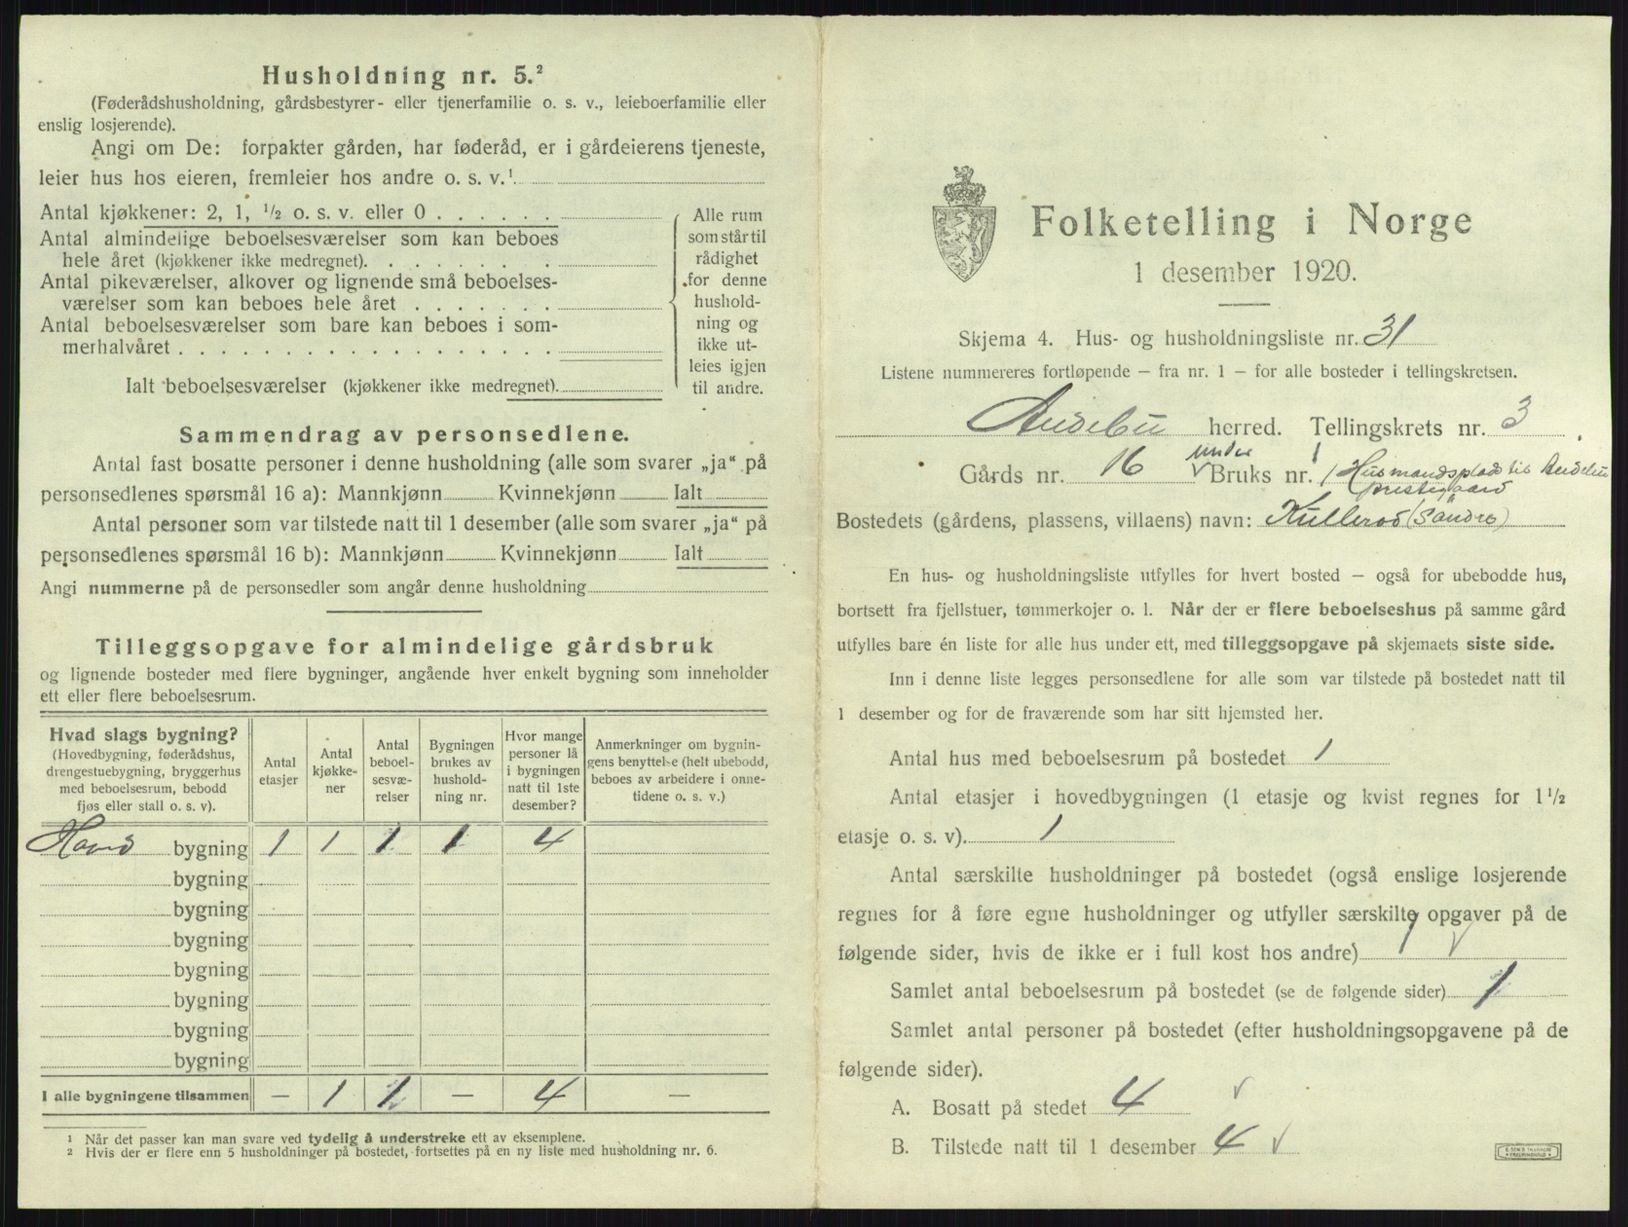 Husholdning nr. 5.²
(Føderådshusholdning, gårdsbestyrer- eller tjenerfamilie o. s. v., leieboerfamilie eller
enslig losjerende).
Angi om De: forpakter gården, har føderåd, er i gårdeierens tjeneste,
leier hus hos eieren, fremleier hos andre o. s. v.¹
Antal kjøkkener: 2, 1, ½ o. s. v. eller 0
Antal almindelige beboelsesværelser som kan beboes
hele året (kjøkkener ikke medregnet).
Antal pikeværelser, alkover og lignende små beboelses-
værelser som kan beboes hele året
Antal beboelsesværelser som bare kan beboes i som-
merhalvåret
Ialt beboelsesværelser (kjøkkener ikke medregnet).
Alle rum
som står til
rådighet
for denne
hushold-
ning og
ikke ut-
leies igjen
til andre.
Sammendrag av personsedlene.
Antal fast bosatte personer i denne husholdning (alle som svarer „ja“ på
personsedlenes spørsmål 16 a): Mannkjønn Kvinnekjønn Ialt
Antal personer som var tilstede natt til 1 desember (alle som svarer „ja“ på
personsedlenes spørsmål 16 b): Mannkjønn Kvinnekjønn Ialt
Angi nummerne på de personsedler som angår denne husholdning
Tilleggsopgave for almindelige gårdsbruk
og lignende bosteder med flere bygninger, angående hver enkelt bygning som inneholder
ett eller flere beboelsesrum.
Hvad slags bygning?
(Hovedbygning, føderådshus,
drengestuebygning, bryggerhus
med beboelsesrum, bebodd
fjøs eller stall o. s. v).
Antal
etasjer
Antal
kjøkke-
ner
Antal
beboel-
sesvæ-
relser
Bygningen
brukes av
hushold-
ning nr.
Hvor mange
personer lå
i bygningen
natt til 1ste
desember?
Anmerkninger om bygnin-
gens benyttelse (helt ubebodd,
beboes av arbeidere i onne-
tidene o. s. v.)
Hoved bygning 1 1 1 1 4
bygning
bygning
bygning
bygning
bygning
bygning
bygning
I alle bygningene tilsammen — 1 1 — 4 —
1 Når det passer kan man svare ved tydelig å understreke ett av eksemplene.
2 Hvis der er flere enn 5 husholdninger på bostedet, fortsettes på en ny liste med husholdning nr. 6.
Folketelling i Norge
1 desember 1920.
Skjema 4. Hus- og husholdningsliste nr. 31
Listene nummereres fortløpende — fra nr. 1 — for alle bosteder i tellingskretsen.
Andebu herred. Tellingskrets nr. 3
Gårds nr. 16 under Bruks nr. 1 Husmandsplads til Andebu
prestegaard
Bostedets (gårdens, plassens, villaens) navn: Kullerød (Søndre)
En hus- og husholdningsliste utfylles for hvert bosted — også for ubebodde hus,
bortsett fra fjellstuer, tømmerkojer o. l. Når der er flere beboelseshus på samme gård
utfylles bare én liste for alle hus under ett, med tilleggsopgave på skjemaets siste side.
Inn i denne liste legges personsedlene for alle som var tilstede på bostedet natt til
1 desember og for de fraværende som har sitt hjemsted her.
Antal hus med beboelsesrum på bostedet 1
Antal etasjer i hovedbygningen (1 etasje og kvist regnes for 1½
etasje o. s. v). 1
Antal særskilte husholdninger på bostedet (også enslige losjerende
regnes for å føre egne husholdninger og utfyller særskilte opgaver på de
følgende sider, hvis de ikke er i full kost hos andre) 1 ✓
Samlet antal beboelsesrum på bostedet (se de følgende sider) 1
Samlet antal personer på bostedet (efter husholdningsopgavene på de
følgende sider).
A. Bosatt på stedet 4 ✓
B. Tilstede natt til 1 desember 4 ✓